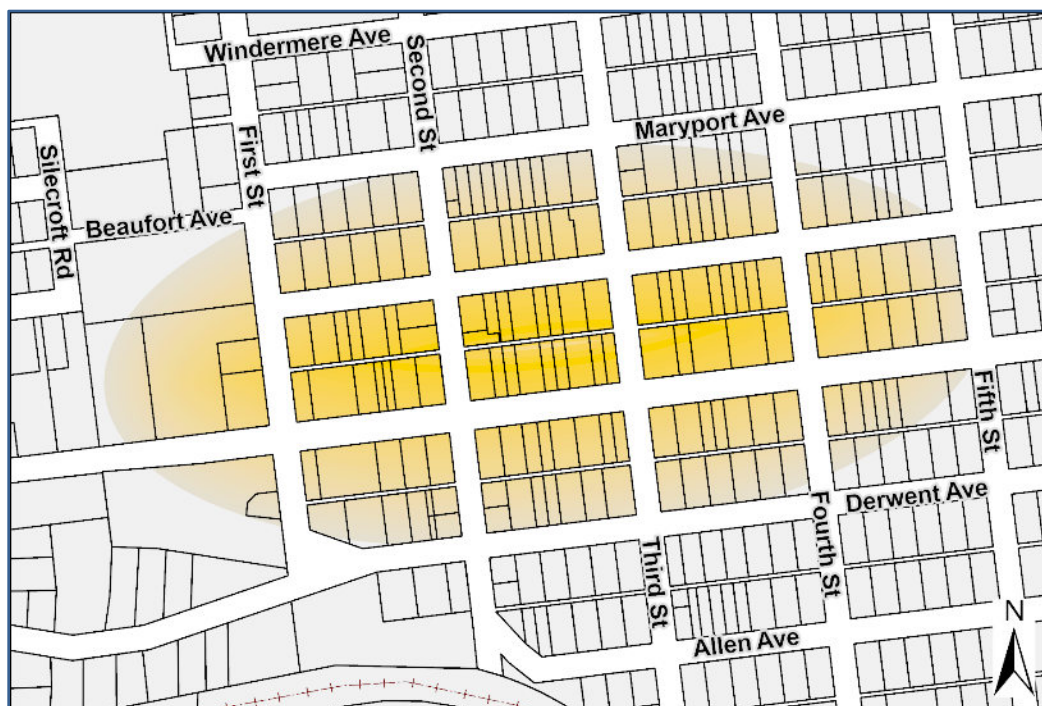 Windermere Ave
Second St
Maryport Ave
Silecroft Rd
First St
Beaufort Ave
Fifth St
Derwent Ave
Fourth St
Third St
Allen Ave
N